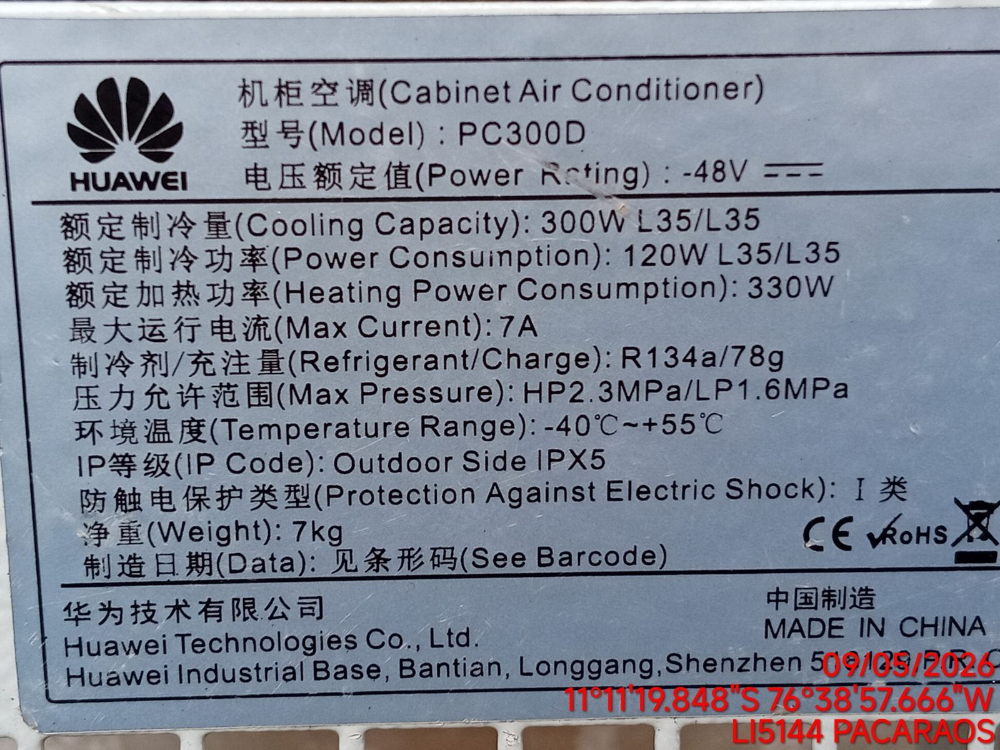 HUAWEI
机柜空调(Cabinet Air Conditioner)
型号(Model) : PC300D
电压额定值(Power Rating) : -48V
额定制冷量(Cooling Capacity): 300W L35/L35
额定制冷功率(Power Consumption): 120W L35/L35
额定加热功率(Heating Power Consumption): 330W
最大运行电流(Max Current): 7A
制冷剂/充注量(Refrigerant/Charge): R134a/78g
压力允许范围(Max Pressure): HP2.3MPa/LP1.6MPa
环境温度(Temperature Range): -40℃~+55℃
IP等级(IP Code): Outdoor Side IPX5
防触电保护类型(Protection Against Electric Shock): I 类
净重(Weight): 7kg
制造日期(Data): 见条形码(See Barcode)
CE RoHS
华为技术有限公司
Huawei Technologies Co., Ltd.
Huawei Industrial Base, Bantian, Longgang,Shenzhen
中国制造
MADE IN CHINA
09/05/2026
11°11'19.848"S 76°38'57.666"W
LI5144 PACARAOS